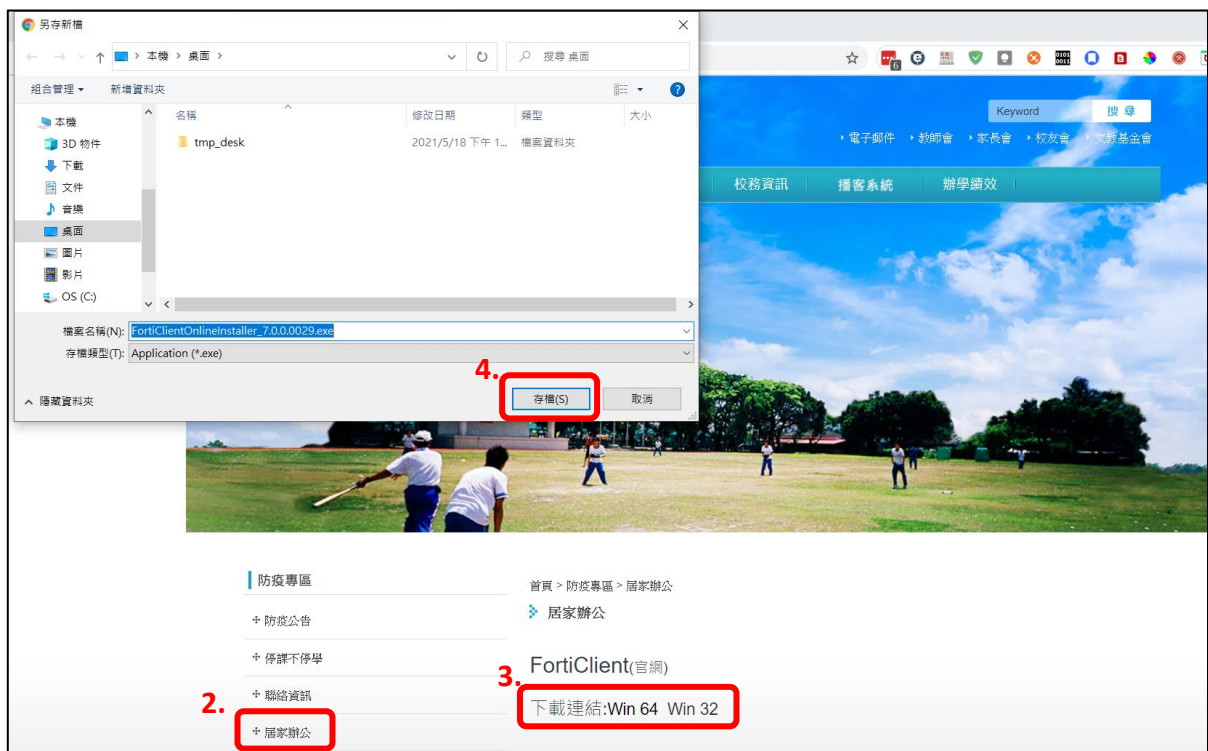 另存新檔
本機 > 桌面 >
搜尋 桌面
組合管理
新增資料夾
名稱
修改日期
類型
大小
tmp_desk
2021/5/18 下午 1...
檔案資料夾
本機
3D 物件
下載
文件
音樂
桌面
圖片
影片
OS (C:)
檔案名稱(N): FortiClientOnlineInstaller_7.0.0.0029.exe
存檔類型(T): Application (*.exe)
隱藏資料夾
4.
存檔(S)
取消
6
0101
0011
Keyword
搜 尋
電子郵件
教師會
家長會
校友會
文教基金會
校務資訊
播客系統
辦學績效
防疫專區
防疫公告
停課不停學
聯絡資訊
2.
居家辦公
首頁 > 防疫專區 > 居家辦公
居家辦公
FortiClient(官網)
3.
下載連結:Win 64 Win 32